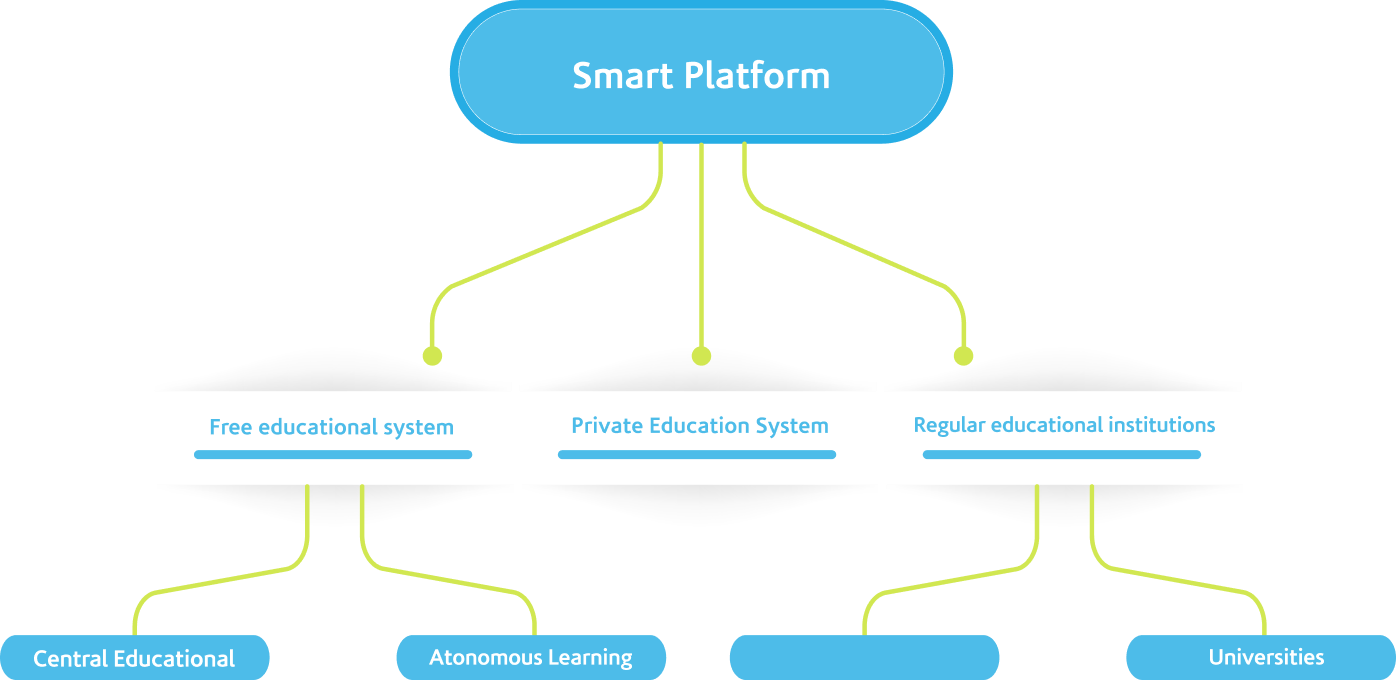 Smart Platform
Free educational system
Private Education System
Regular educational institutions
Central Educational
Atonomous Learning
Universities